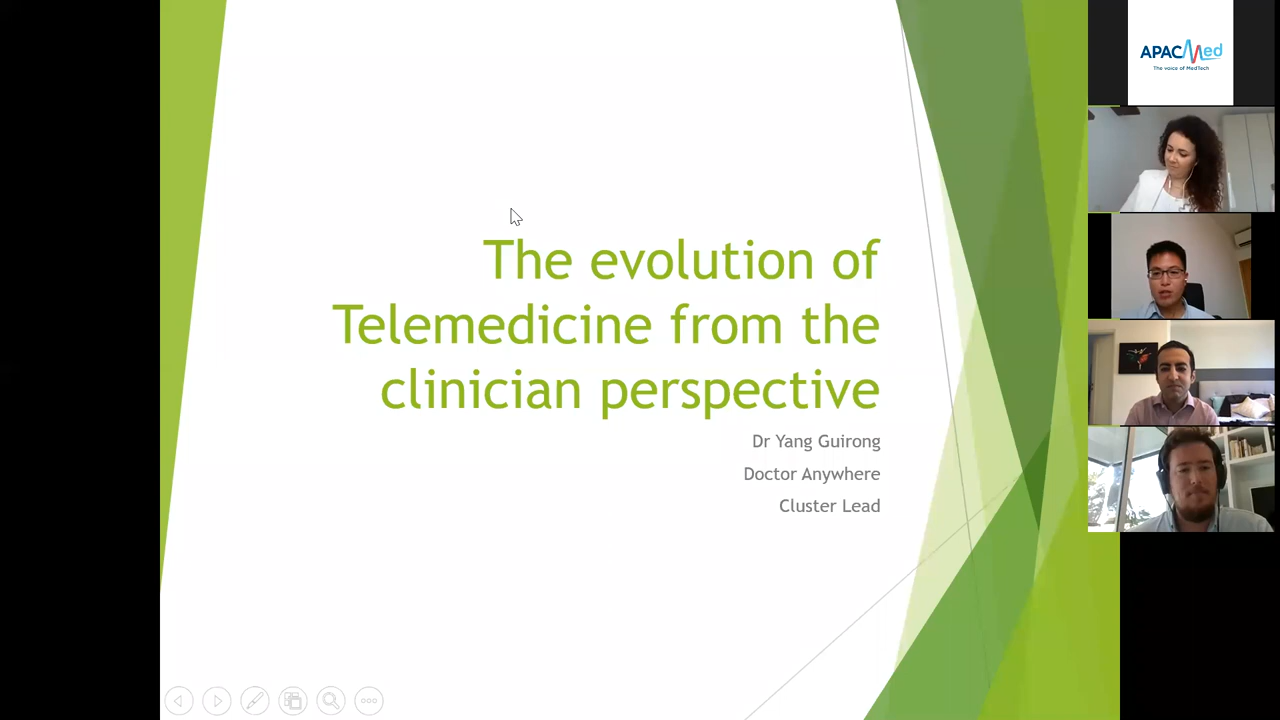 The evolution of
Telemedicine from the
clinician perspective
Dr Yang Guirong
Doctor Anywhere
Cluster Lead
APACMed
The voice of MedTech